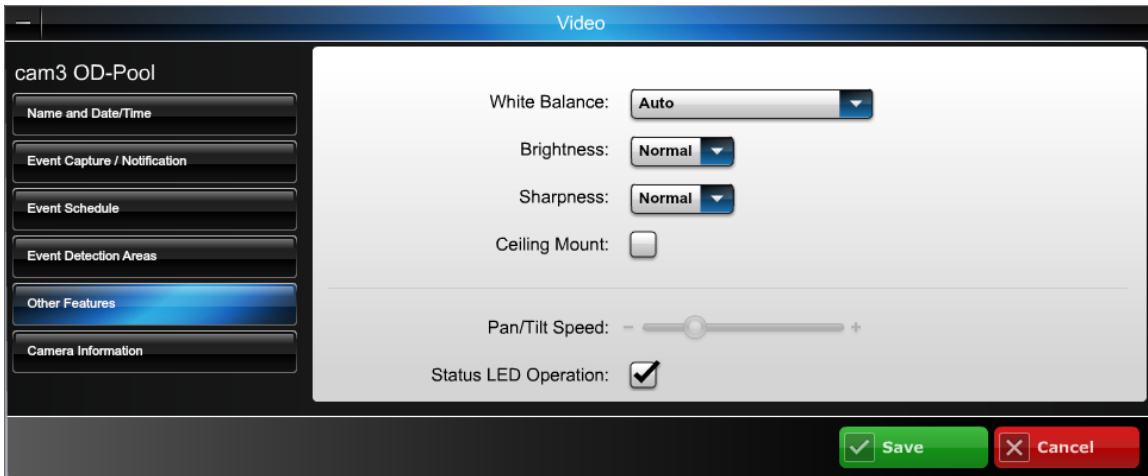 Video
cam3 OD-Pool
Name and Date/Time
Event Capture / Notification
Event Schedule
Event Detection Areas
Other Features
Camera Information
White Balance: Auto
Brightness: Normal
Sharpness: Normal
Ceiling Mount:
Pan/Tilt Speed: - +
Status LED Operation:
Save
Cancel